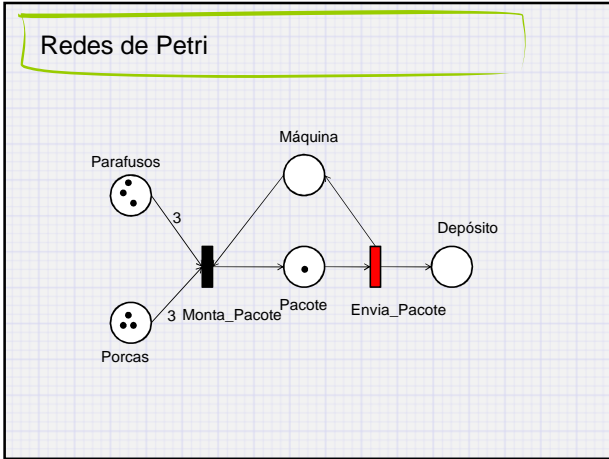 Redes de Petri
Máquina
Parafusos
3
Depósito
3
Monta_Pacote
Pacote
Envia_Pacote
Porcas